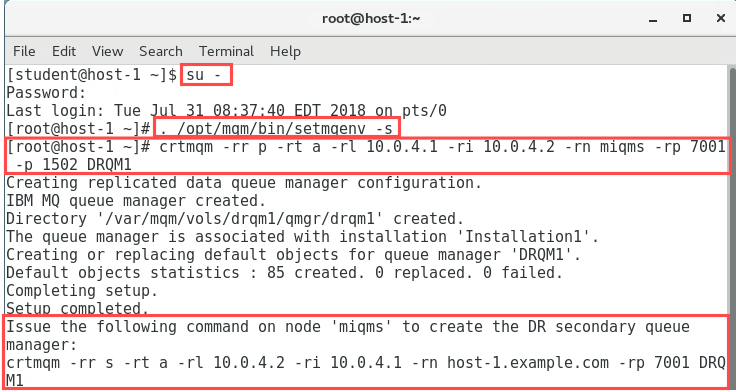 root@host-1:~
File Edit View Search Terminal Help
[student@host-1 ~]$ su -
Password:
Last login: Tue Jul 31 08:37:40 EDT 2018 on pts/0
[root@host-1 ~]# . /opt/mqm/bin/setmqenv -s
[root@host-1 ~]# crtmqm -rr p -rt a -rl 10.0.4.1 -ri 10.0.4.2 -rn miqms -rp 7001
-p 1502 DRQM1
Creating replicated data queue manager configuration.
IBM MQ queue manager created.
Directory '/var/mqm/vols/drqm1/qmgr/drqm1' created.
The queue manager is associated with installation 'Installation1'.
Creating or replacing default objects for queue manager 'DRQM1'.
Default objects statistics : 85 created. 0 replaced. 0 failed.
Completing setup.
Setup completed.
Issue the following command on node 'miqms' to create the DR secondary queue
manager:
crtmqm -rr s -rt a -rl 10.0.4.2 -ri 10.0.4.1 -rn host-1.example.com -rp 7001 DRQ
M1